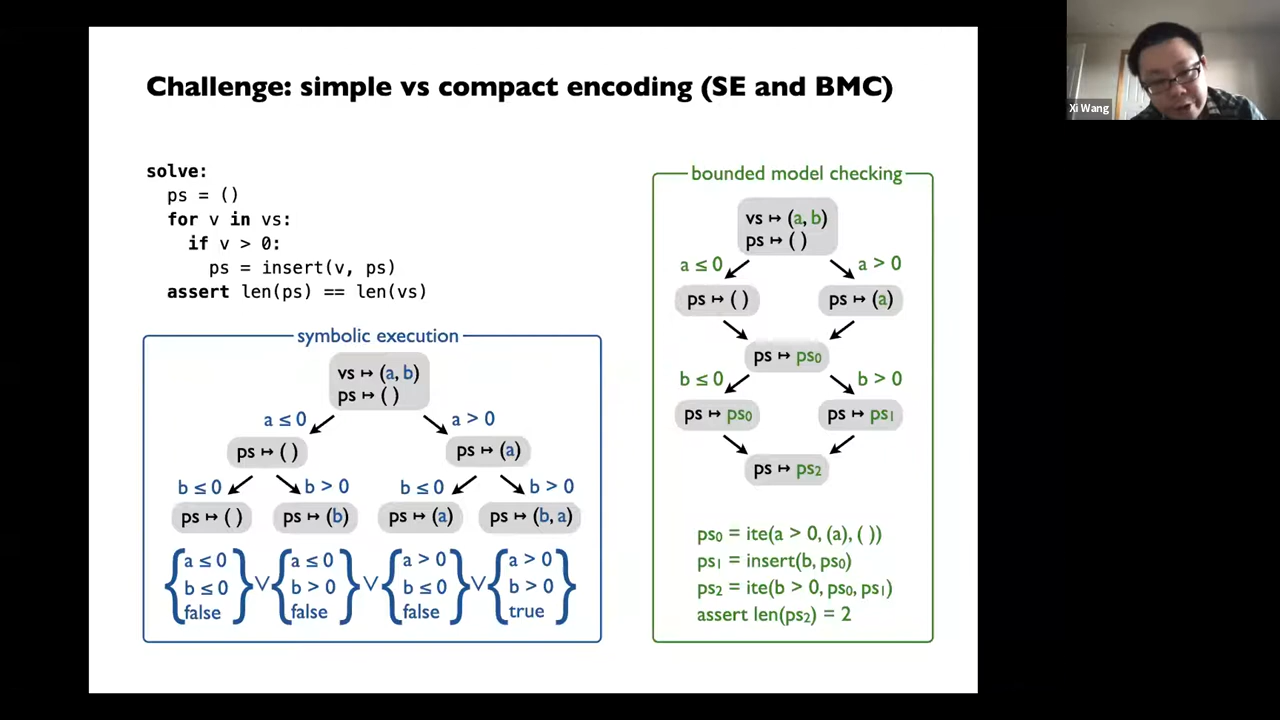 Challenge: simple vs compact encoding (SE and BMC)
solve:
ps = ()
for v in vs:
if v > 0:
ps = insert(v, ps)
assert len(ps) == len(vs)
symbolic execution
vs ↦ (a, b)
ps ↦ ( )
a ≤ 0
a > 0
ps ↦ ( )
ps ↦ (a)
b ≤ 0
b > 0
b ≤ 0
b > 0
ps ↦ ( )
ps ↦ (b)
ps ↦ (a)
ps ↦ (b, a)
{ a ≤ 0 } ∨ { a ≤ 0 } ∨ { a > 0 } ∨ { a > 0 }
b ≤ 0 b > 0 b ≤ 0 b > 0
false false false true
bounded model checking
vs ↦ (a, b)
ps ↦ ( )
a ≤ 0
a > 0
ps ↦ ( )
ps ↦ (a)
ps ↦ ps₀
b ≤ 0
b > 0
ps ↦ ps₀
ps ↦ ps₁
ps ↦ ps₂
ps₀ = ite(a > 0, (a), ( ))
ps₁ = insert(b, ps₀)
ps₂ = ite(b > 0, ps₀, ps₁)
assert len(ps₂) = 2
Xi Wang